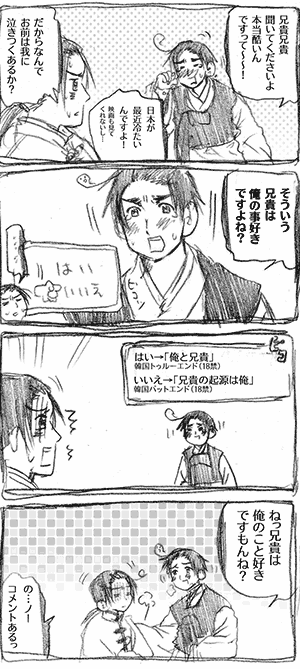 兄貴兄貴
聞いてくださいよ
本当酷いん
ですって〜〜!
日本が
最近冷たい
んですよ!
映画も見て
くれないし!
だからなんで
お前は我に
泣きつくあるか?
そういう
兄貴は
俺の事好き
ですよね?
はい
いいえ
ピコ
はい→「俺と兄貴」
韓国トゥルーエンド(18禁)
いいえ→「兄貴の起源は俺」
韓国バットエンド(18禁)
ねっ兄貴は
俺のこと好き
ですもんね?
の…ノー
コメントあるっ